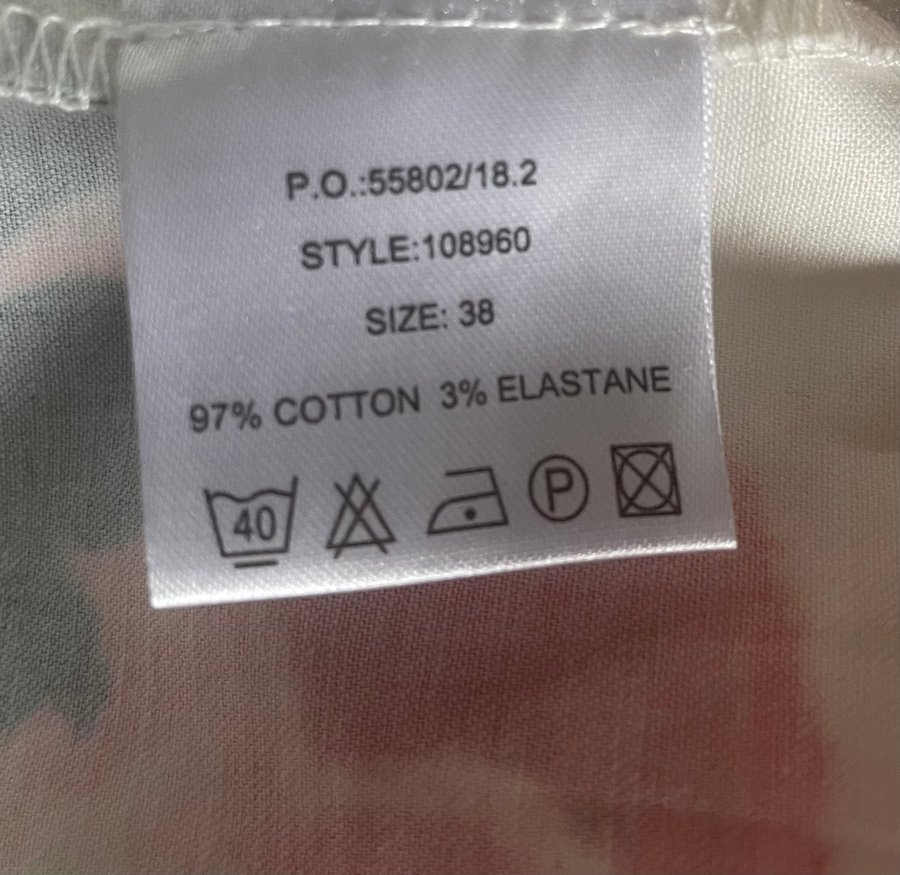 P.O.:55802/18.2
STYLE:108960
SIZE: 38
97% COTTON 3% ELASTANE
40 P